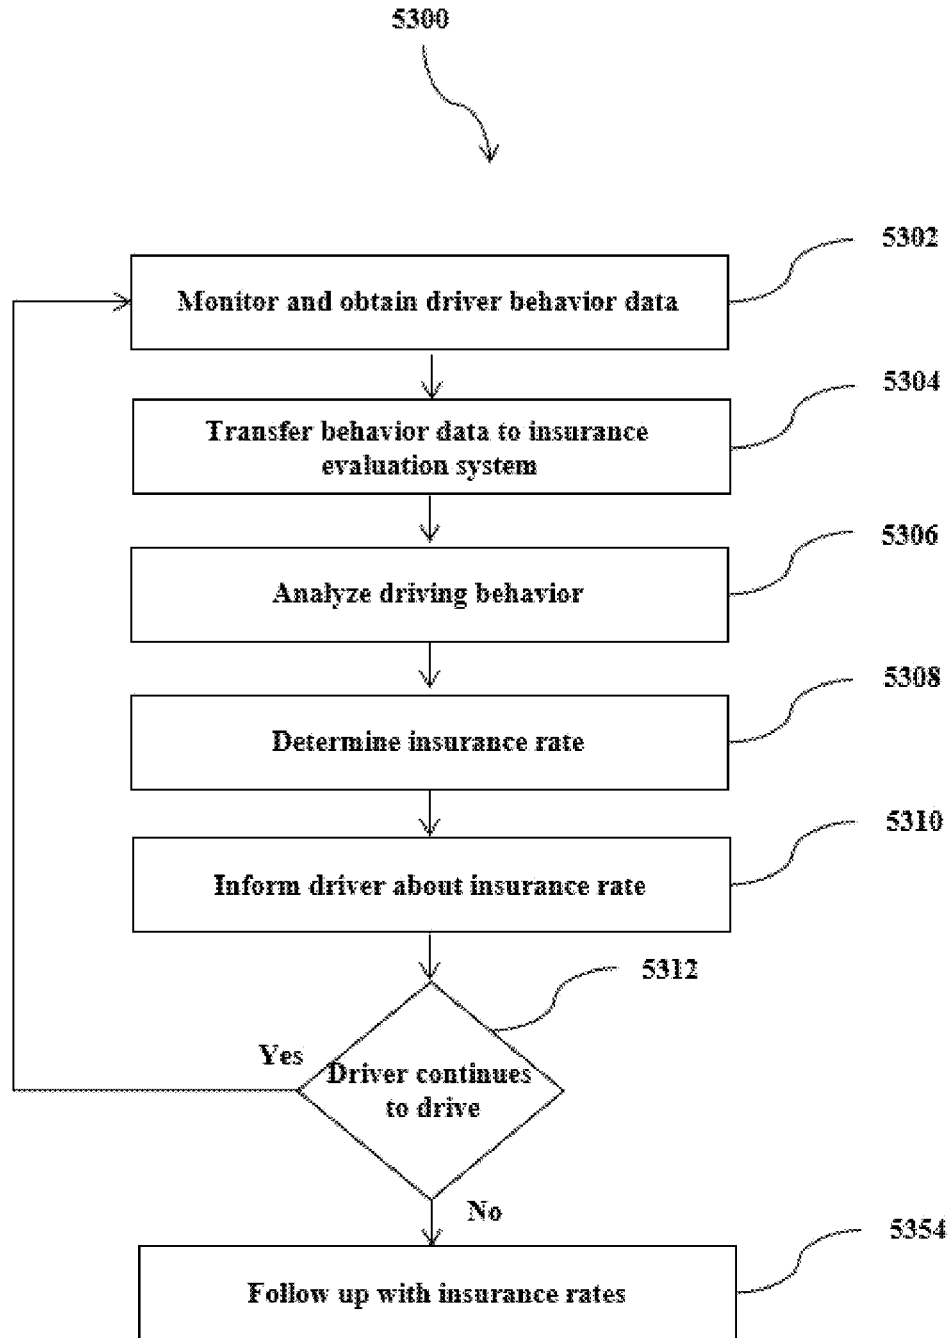 5300
5302
Monitor and obtain driver behavior data
5304
Transfer behavior data to insurance
evaluation system
5306
Analyze driving behavior
5308
Determine insurance rate
5310
Inform driver about insurance rate
5312
Yes
Driver continues
to drive
No
5354
Follow up with insurance rates